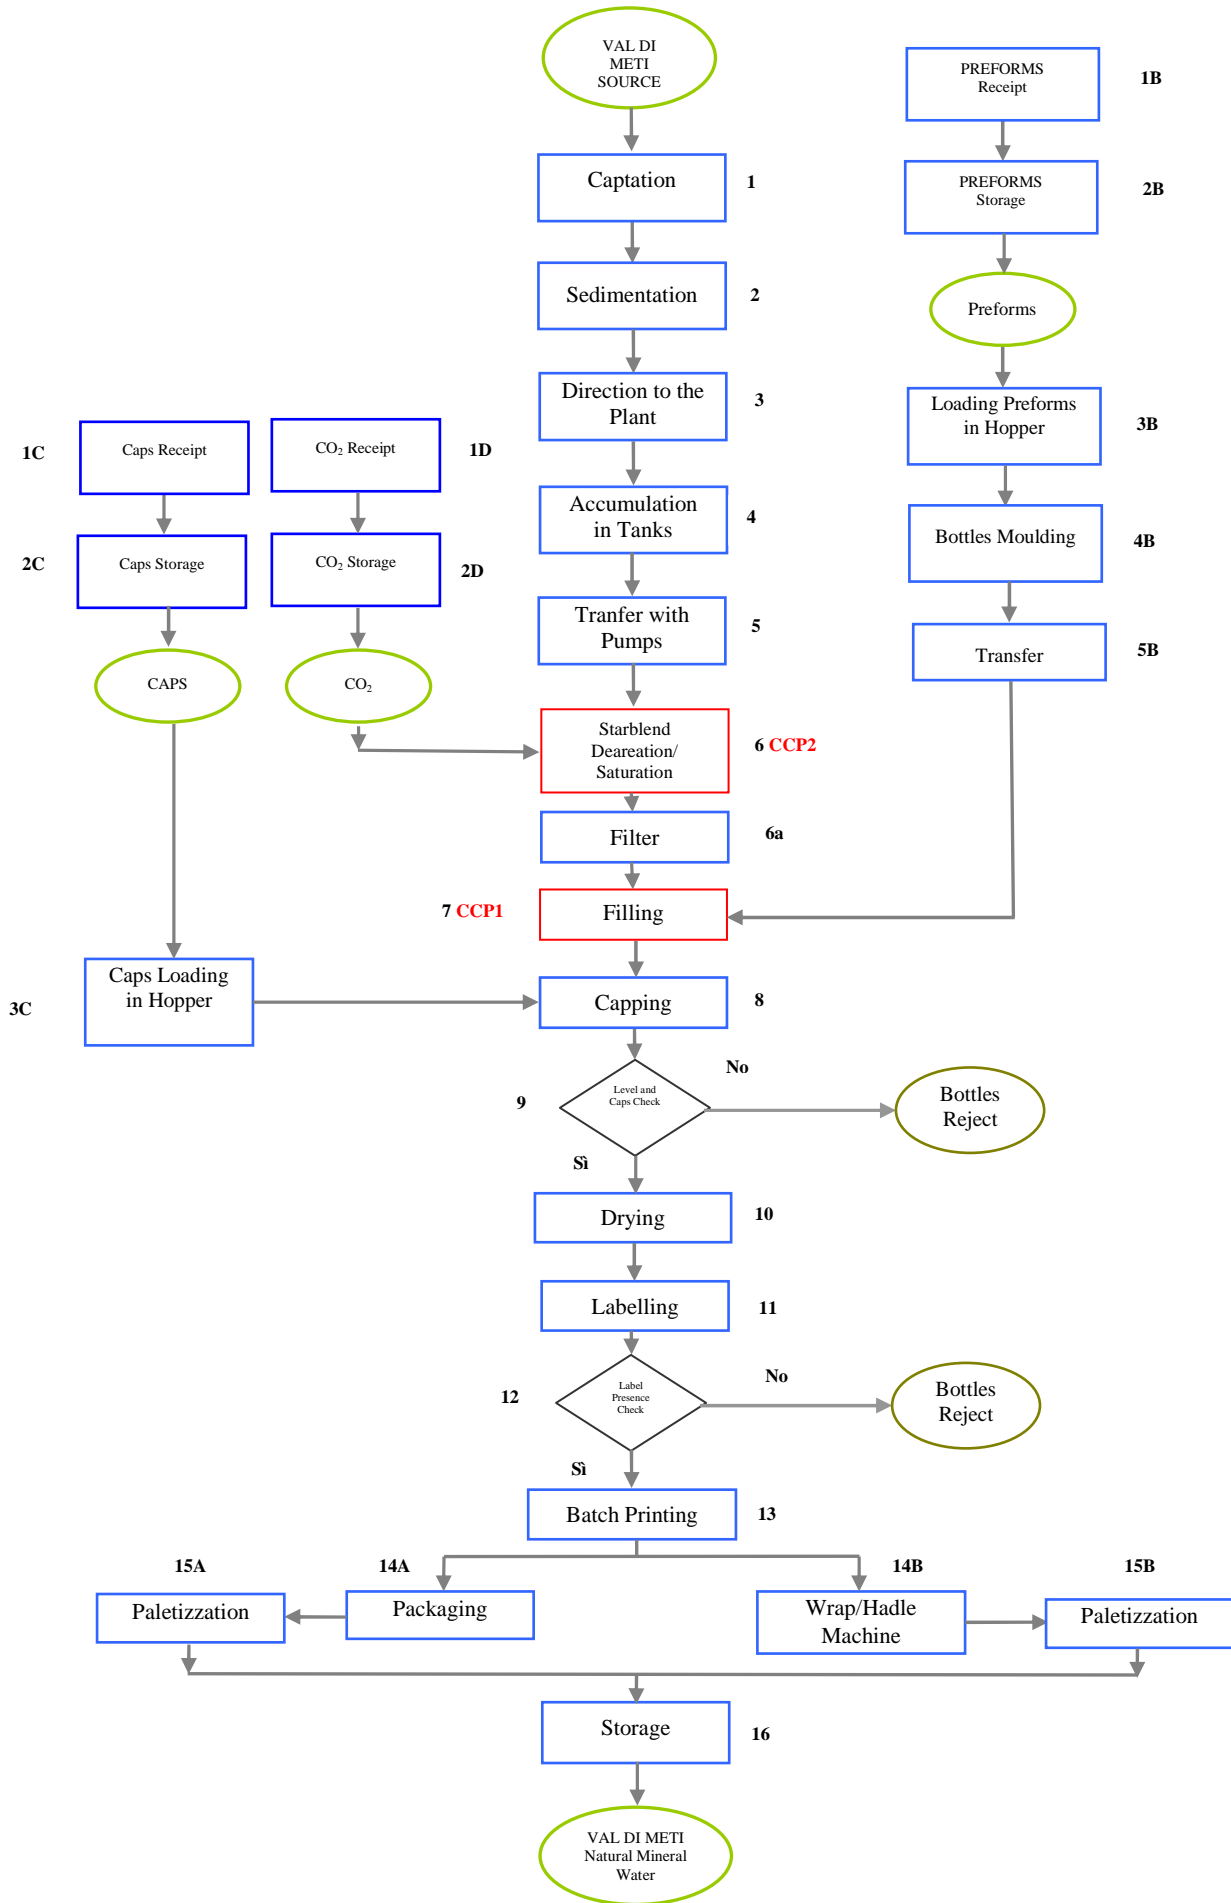 VAL DI
METI
SOURCE
PREFORMS
Receipt
1B
Captation
1
PREFORMS
Storage
2B
Sedimentation
2
Preforms
Direction to the
Plant
3
Loading Preforms
in Hopper
3B
1C
Caps Receipt
CO₂ Receipt
1D
Accumulation
in Tanks
4
Bottles Moulding
4B
2C
Caps Storage
CO₂ Storage
2D
Tranfer with
Pumps
5
Transfer
5B
CAPS
CO₂
Starblend
Deareation/
Saturation
6 CCP2
Filter
6a
7 CCP1
Filling
3C
Caps Loading
in Hopper
Capping
8
9
Level and
Caps Check
No
Bottles
Reject
Sì
Drying
10
Labelling
11
12
Label
Presence
Check
No
Bottles
Reject
Sì
Batch Printing
13
15A
14A
14B
15B
Paletizzation
Packaging
Wrap/Hadle
Machine
Paletizzation
Storage
16
VAL DI METI
Natural Mineral
Water